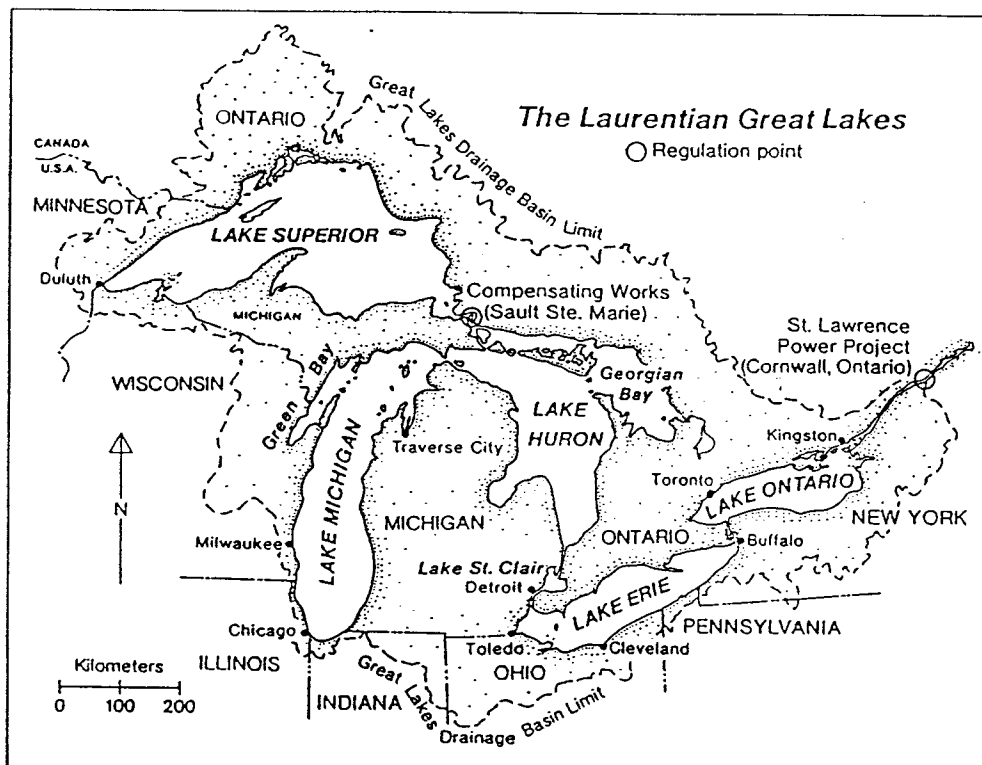 The Laurentian Great Lakes
Regulation point
Great Lakes Drainage Basin Limit
ONTARIO
CANADA
U.S.A.
MINNESOTA
LAKE SUPERIOR
Duluth
MICHIGAN
Compensating Works
(Sault Ste. Marie)
St. Lawrence
Power Project
(Cornwall, Ontario)
WISCONSIN
Green Bay
Georgian
Bay
LAKE
HURON
Traverse City
Kingston
Toronto
LAKE ONTARIO
LAKE MICHIGAN
N
MICHIGAN
ONTARIO
NEW YORK
Milwaukee
Buffalo
Lake St. Clair
Detroit
LAKE ERIE
Chicago
Toledo
Cleveland
PENNSYLVANIA
ILLINOIS
OHIO
INDIANA
Great Lakes
Drainage Basin Limit
Kilometers
0 100 200